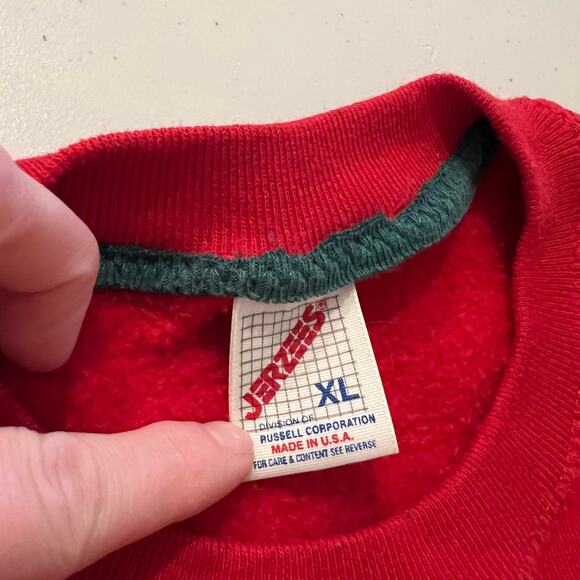 JERZEES©
XL
DIVISION OF
RUSSELL CORPORATION
MADE IN U.S.A.
FOR CARE & CONTENT SEE REVERSE